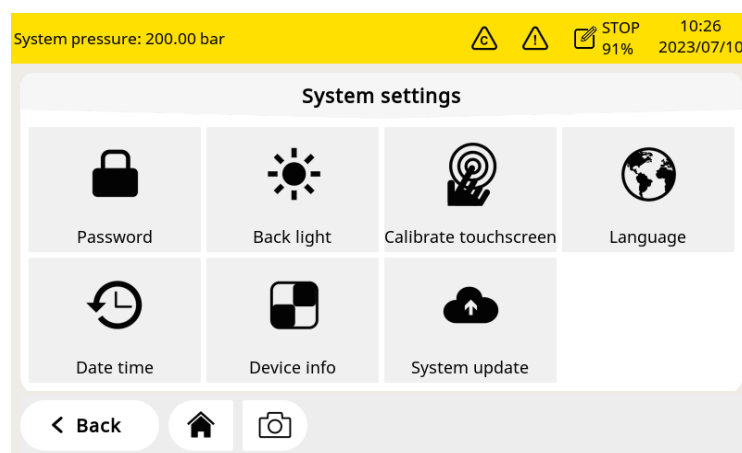 System pressure: 200.00 bar
C
!
STOP
91%
10:26
2023/07/10
System settings
Password
Back light
Calibrate touchscreen
Language
Date time
Device info
System update
Back